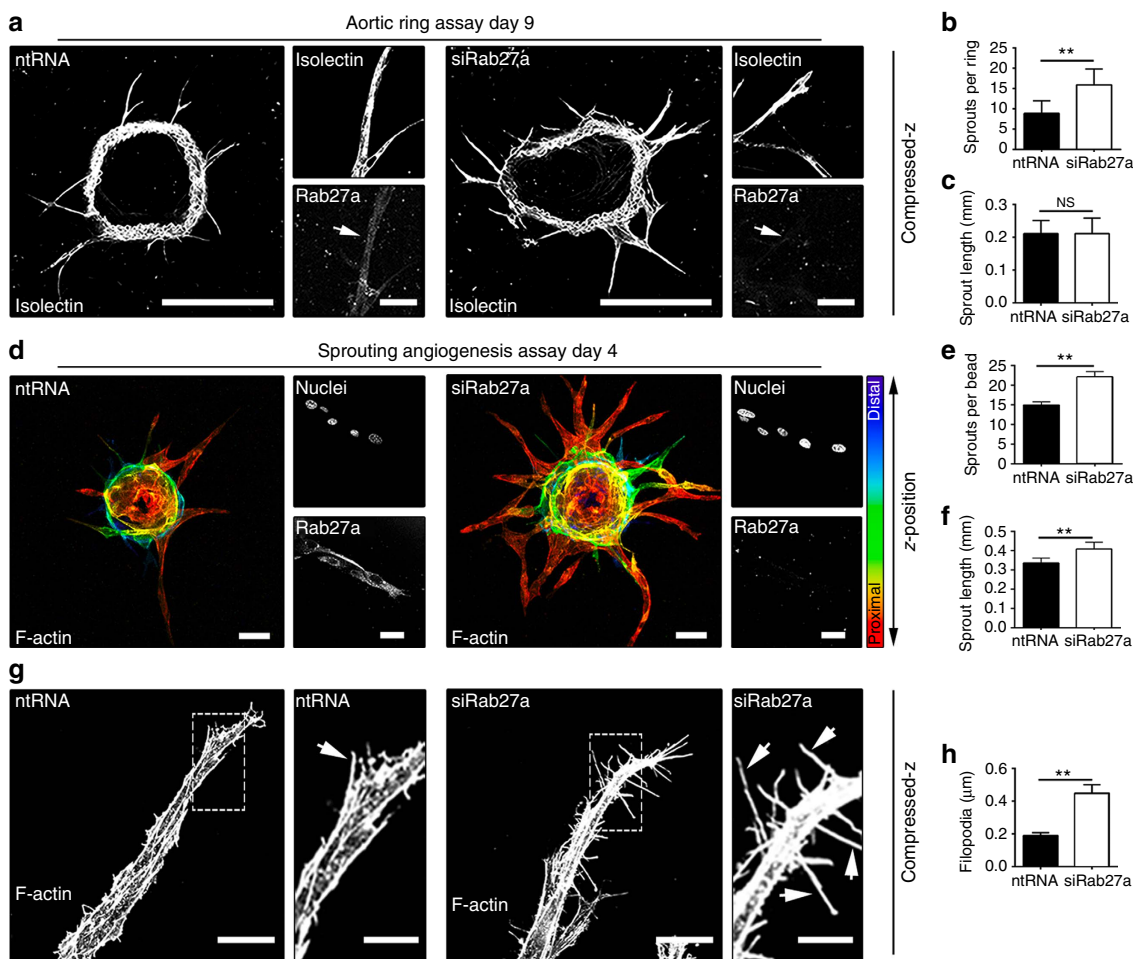 a
Aortic ring assay day 9
ntRNA
Isolectin
Isolectin
Rab27a
siRab27a
Isolectin
Isolectin
Rab27a
Compressed-z
b
Sprouts per ring
25
20
15
10
5
0
**
ntRNA siRab27a
c
Sprout length (mm)
0.3
0.2
0.1
0.0
NS
ntRNA siRab27a
d
Sprouting angiogenesis assay day 4
ntRNA
F-actin
Nuclei
Rab27a
siRab27a
F-actin
Nuclei
Rab27a
Distal
Proximal
z-position
e
Sprouts per bead
25
20
15
10
5
0
**
ntRNA siRab27a
f
Sprout length (mm)
0.5
0.4
0.3
0.3
0.1
0.0
**
ntRNA siRab27a
g
ntRNA
F-actin
ntRNA
siRab27a
F-actin
siRab27a
Compressed-z
h
Filopodia (μm)
0.6
0.4
0.2
0.0
**
ntRNA siRab27a